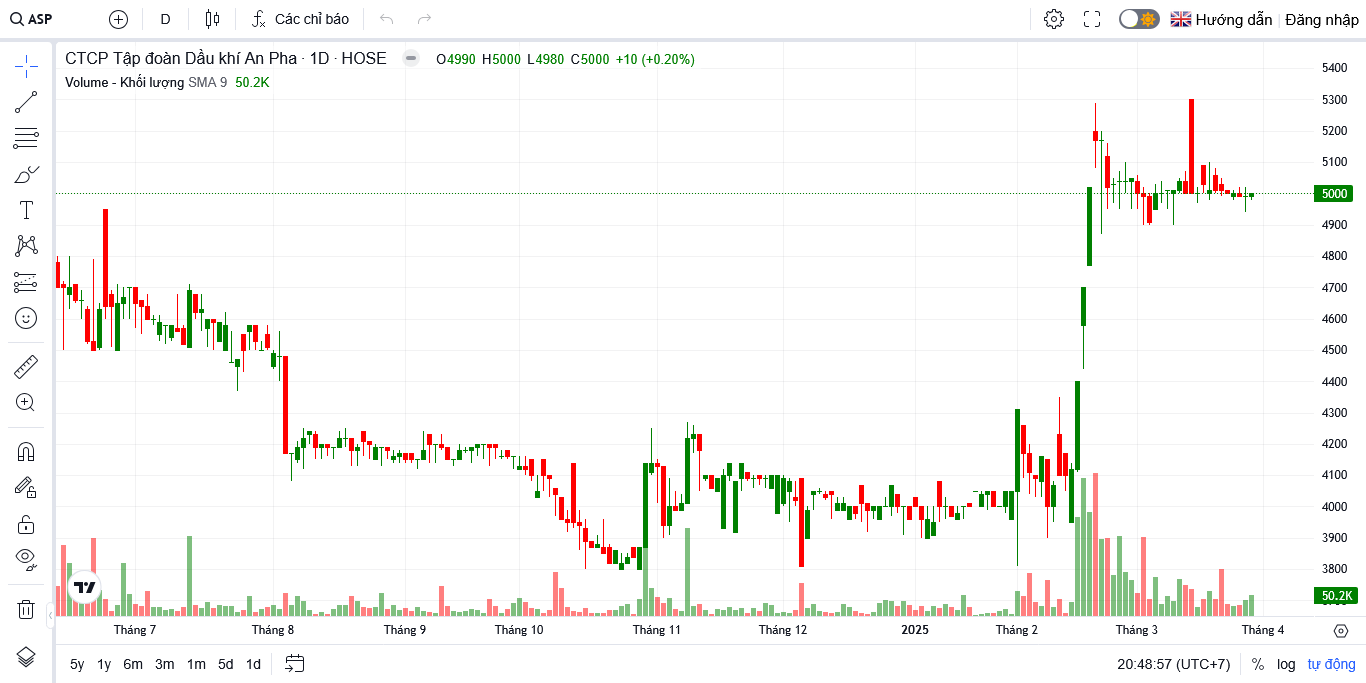 ASP D Các chỉ báo Hướng dẫn Đăng nhập
CTCP Tập đoàn Dầu khí An Pha · 1D · HOSE O4990 H5000 L4980 C5000 +10 (+0.20%)
Volume - Khối lượng SMA 9 50.2K
5400
5300
5200
5100
5000
4900
4800
4700
4600
4500
4400
4300
4200
4100
4000
3900
3800
50.2K
Tháng 7 Tháng 8 Tháng 9 Tháng 10 Tháng 11 Tháng 12 2025 Tháng 2 Tháng 3 Tháng 4
5y 1y 6m 3m 1m 5d 1d 20:48:57 (UTC+7) % log tự động